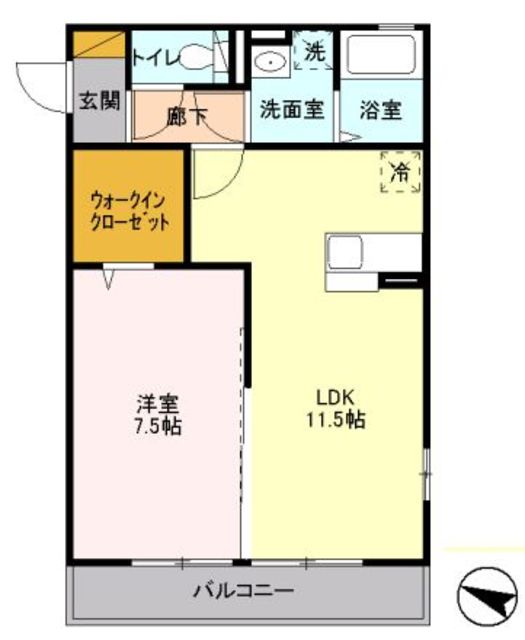 トイレ
洗
玄関
廊下
洗面室
浴室
冷
ウォークイン
クローゼット
洋室
7.5帖
LDK
11.5帖
バルコニー